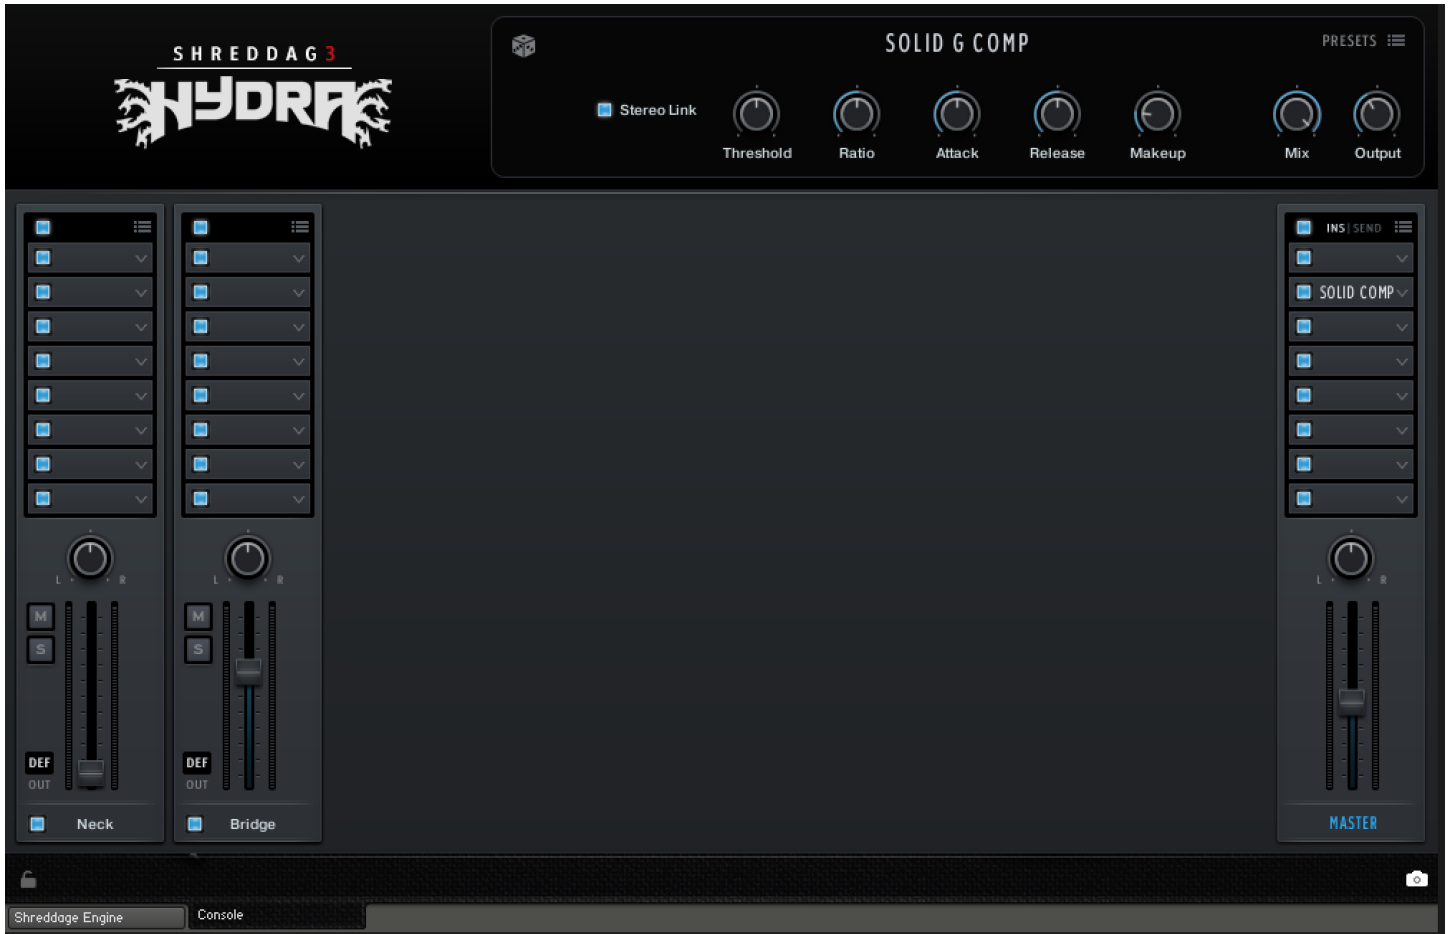 SHREDDAG3
HYDRA
SOLID G COMP
PRESETS
Stereo Link
Threshold
Ratio
Attack
Release
Makeup
Mix
Output
INS|SEND
SOLID COMP
L R
L R
L R
M
M
S
S
DEF
DEF
OUT
OUT
Neck
Bridge
MASTER
Shreddage Engine
Console